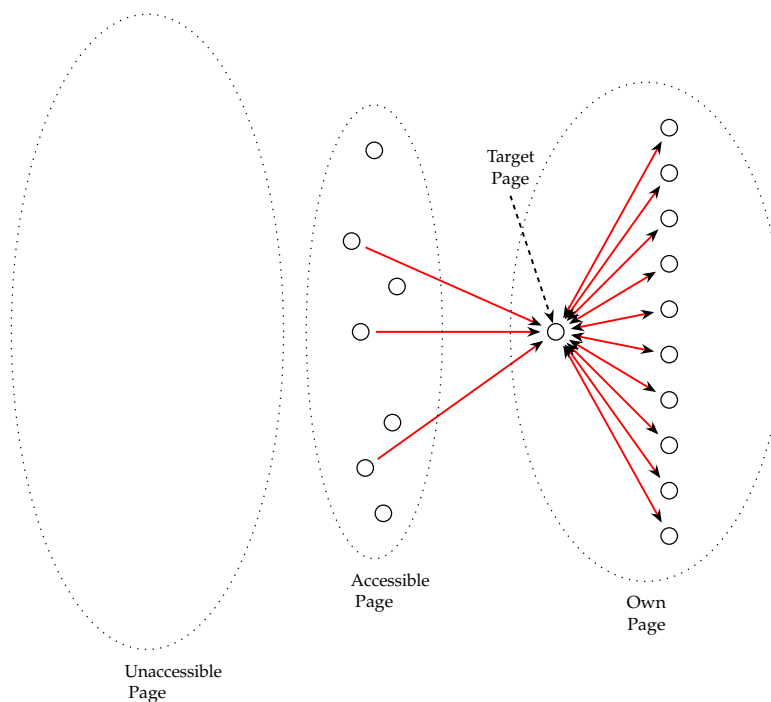 Target
Page
Accessible
Page
Own
Page
Unaccessible
Page